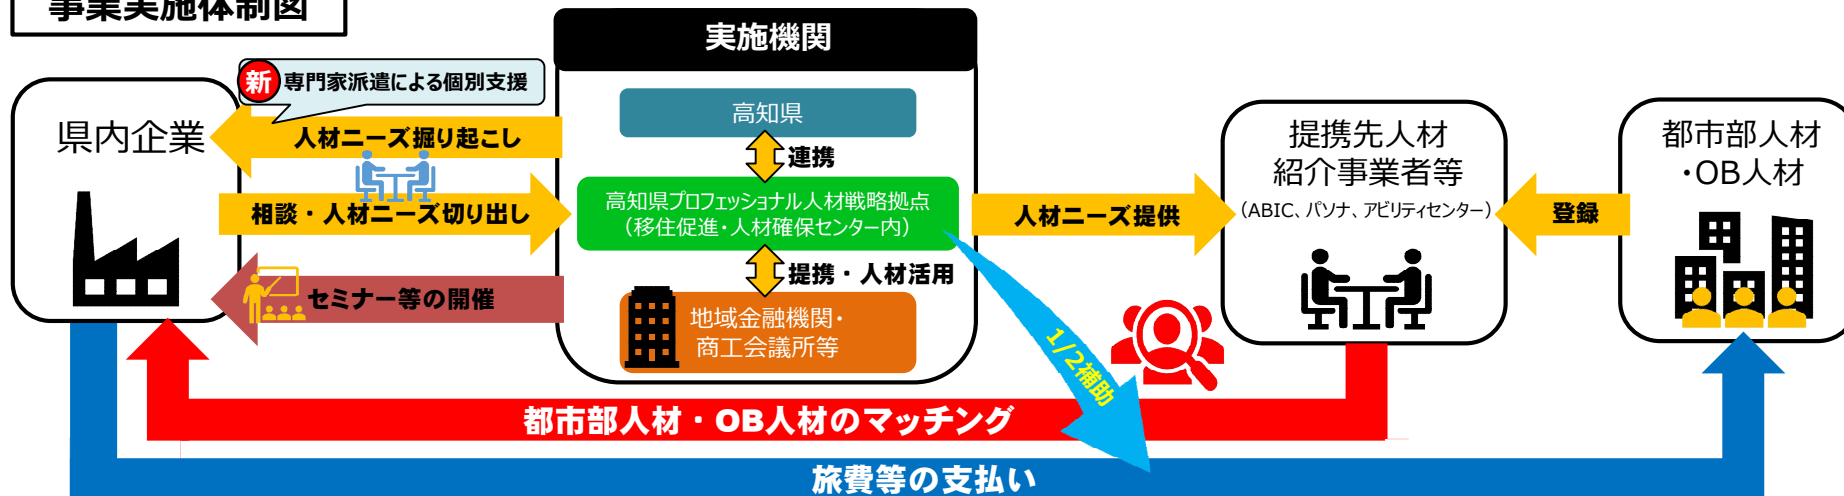 事業実施体制図
実施機関
新 専門家派遣による個別支援
県内企業
人材ニーズ掘り起こし
相談・人材ニーズ切り出し
セミナー等の開催
高知県
連携
高知県プロフェッショナル人材戦略拠点
（移住促進・人材確保センター内）
提携・人材活用
地域金融機関・
商工会議所等
人材ニーズ提供
提携先人材
紹介事業者等
（ABIC、パソナ、アビリティセンター）
登録
都市部人材
・OB人材
1/2補助
都市部人材・OB人材のマッチング
旅費等の支払い